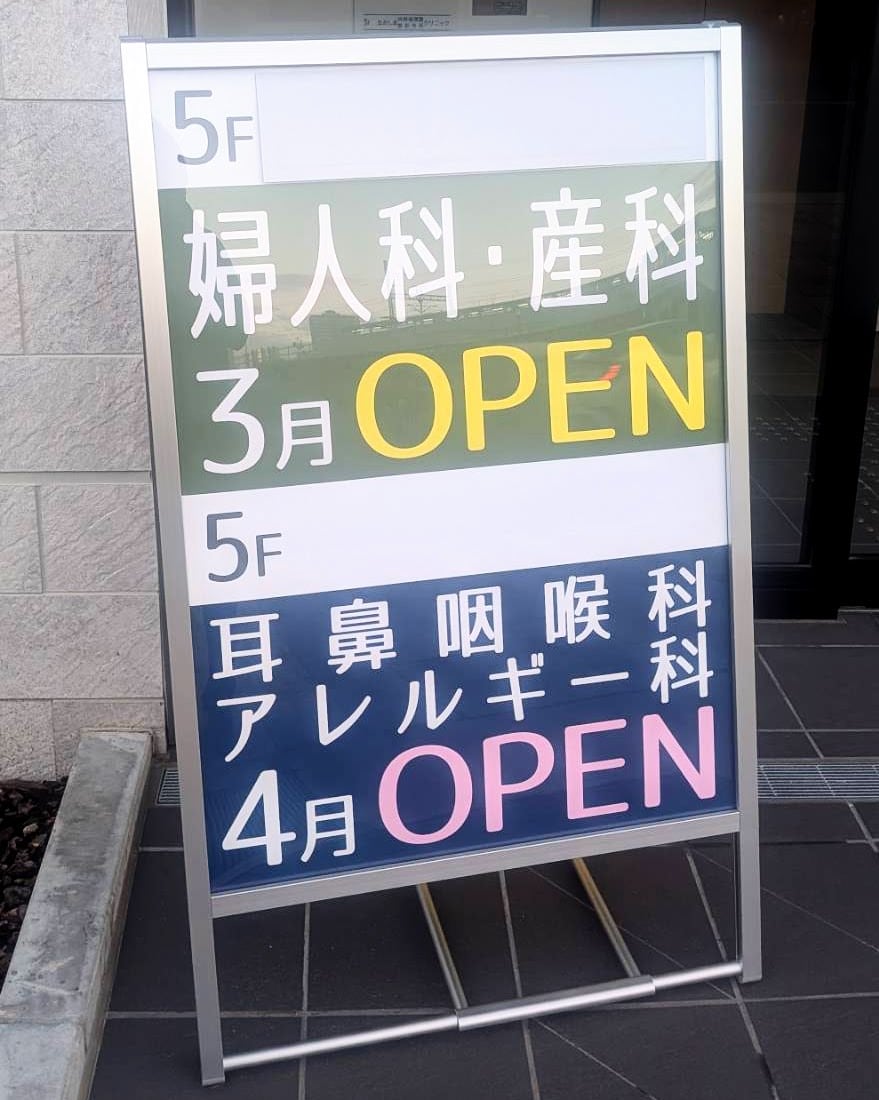 5F
婦人科・産科
3月OPEN
5F
耳鼻咽喉科
アレルギー科
4月OPEN